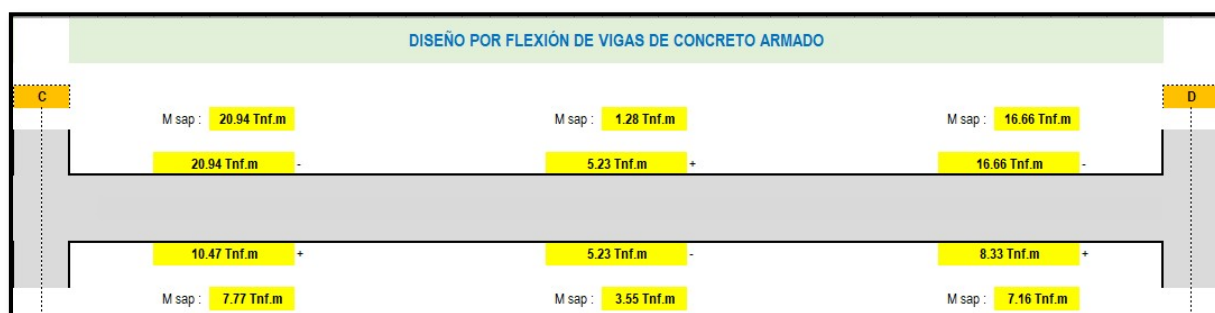 DISEÑO POR FLEXIÓN DE VIGAS DE CONCRETO ARMADO
C D
M sap : 20.94 Tnf.m M sap : 1.28 Tnf.m M sap : 16.66 Tnf.m
20.94 Tnf.m - 5.23 Tnf.m + 16.66 Tnf.m -
10.47 Tnf.m + 5.23 Tnf.m - 8.33 Tnf.m +
M sap : 7.77 Tnf.m M sap : 3.55 Tnf.m M sap : 7.16 Tnf.m